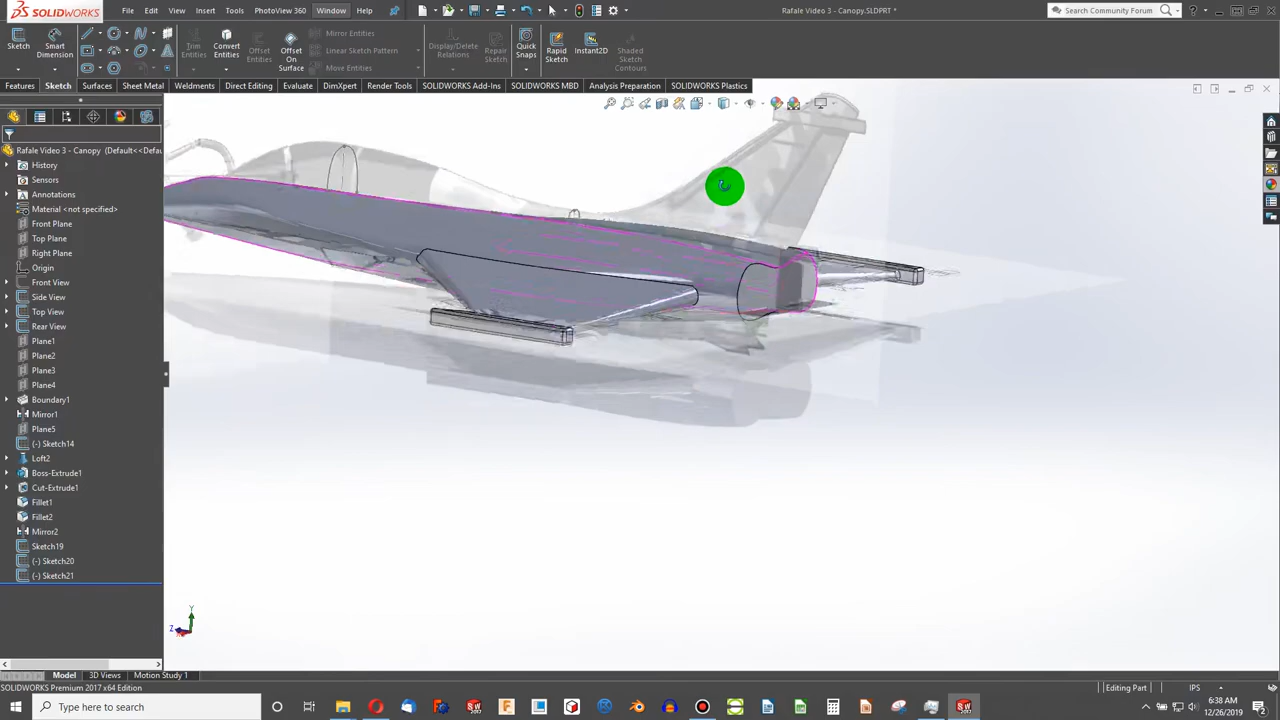 SOLIDWORKS File Edit View Insert Tools PhotoView 360 Window Rafale Video 3 - Canopy.SLDPRT * Search Community Forum
Sketch Smart Dimension Trim Entities Convert Entities Offset Entities Offset On Surface Mirror Entities Linear Sketch Pattern Move Entities Display/Delete Relations Repair Sketch Quick Snaps Rapid Sketch Instant2D Shaded Sketch Contours
Features Sketch Surfaces Sheet Metal Weldments Direct Editing Evaluate DimXpert Render Tools SOLIDWORKS Add-Ins SOLIDWORKS MBD Analysis Preparation SOLIDWORKS Plastics
Rafale Video 3 - Canopy (Default<<Defau
History
Sensors
Annotations
Material <not specified>
Front Plane
Top Plane
Right Plane
Origin
Front View
Side View
Top View
Rear View
Plane1
Plane2
Plane3
Plane4
Boundary1
Mirror1
Plane5
(-) Sketch14
Loft2
Boss-Extrude1
Cut-Extrude1
Fillet1
Fillet2
Mirror2
Sketch19
(-) Sketch20
(-) Sketch21
Y
Z
Model 3D Views Motion Study 1
SOLIDWORKS Premium 2017 x64 Edition Editing Part IPS
Type here to search 6:38 AM
12/26/2019